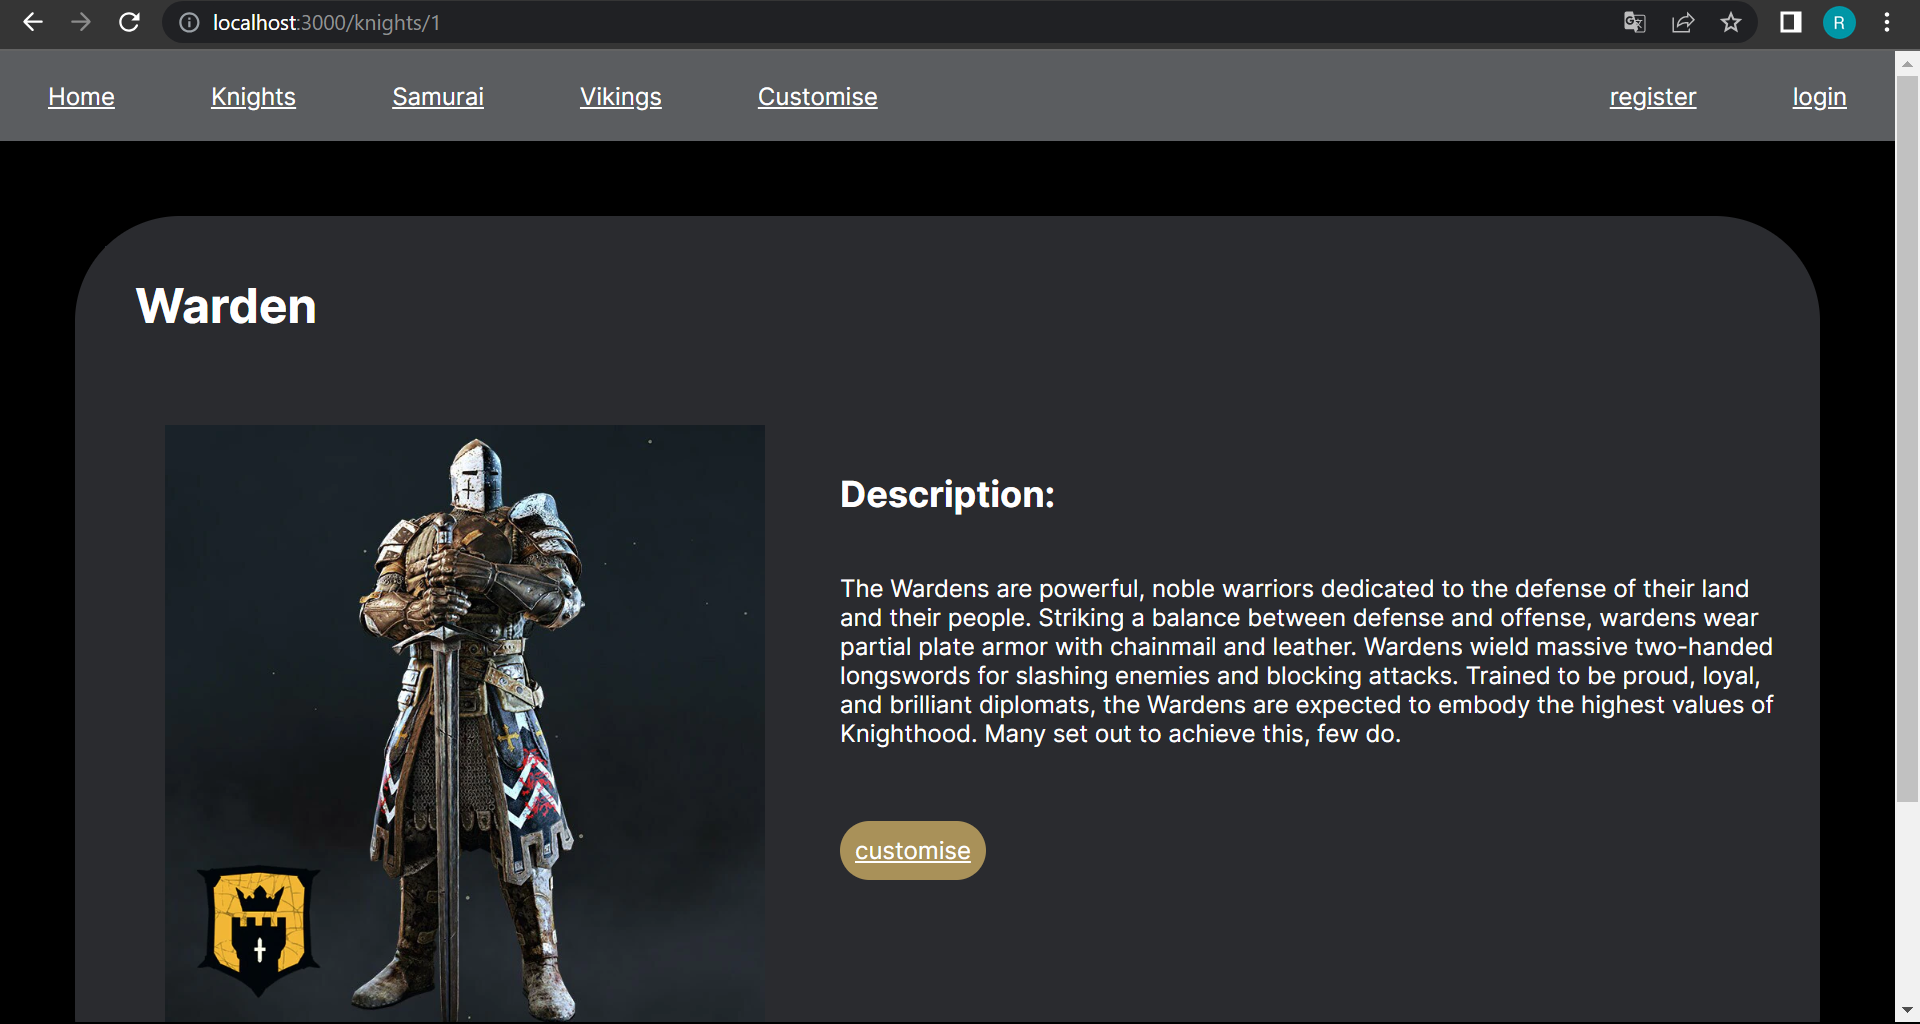 localhost:3000/knights/1
R
Home Knights Samurai Vikings Customise register login
Warden
Description:
The Wardens are powerful, noble warriors dedicated to the defense of their land
and their people. Striking a balance between defense and offense, wardens wear
partial plate armor with chainmail and leather. Wardens wield massive two-handed
longswords for slashing enemies and blocking attacks. Trained to be proud, loyal,
and brilliant diplomats, the Wardens are expected to embody the highest values of
Knighthood. Many set out to achieve this, few do.
customise